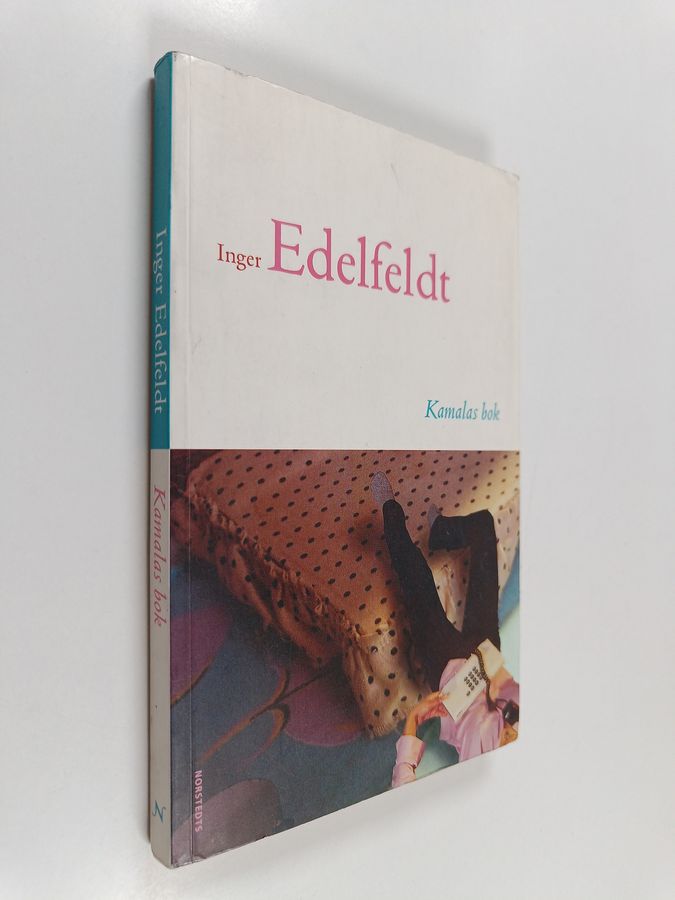 Inger Edelfeldt
Kamalas bok
NORSTEDTS
Inger Edelfeldt
Kamalas bok
N